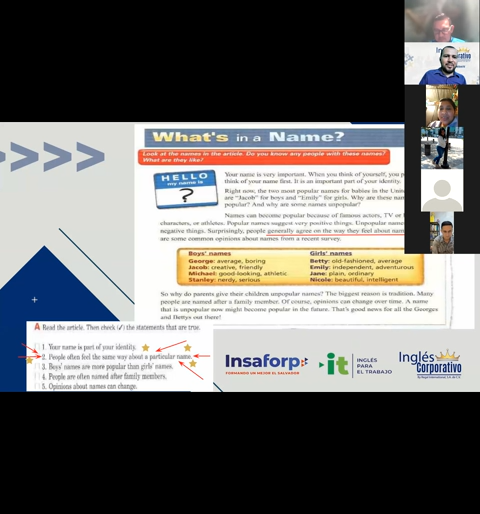 What's in a Name?
Look at the names in the article. Do you know any people with these names?
What are they like?
HELLO
my name is
?
Your name is very important. When you think of yourself, you p
think of your name first. It is an important part of your identity.
Right now, the two most popular names for babies in the Unit
are "Jacob" for boys and "Emily" for girls. Why are these nam
popular? And why are some names unpopular?
Names can become popular because of famous actors, TV or
characters, or athletes. Popular names suggest very positive things. Unpopular name
negative things. Surprisingly, people generally agree on the way they feel about nam
are some common opinions about names from a recent survey.
Boys' names
George: average, boring
Jacob: creative, friendly
Michael: good-looking, athletic
Stanley: nerdy, serious
Girls' names
Betty: old-fashioned, average
Emily: independent, adventurous
Jane: plain, ordinary
Nicole: beautiful, intelligent
So why do parents give their children unpopular names? The biggest reason is tradition. Many
people are named after a family member. Of course, opinions can change over time. A name
that is unpopular now might become popular in the future. That's good news for all the Georges
and Bettys out there!
A Read the article. Then check (✓) the statements that are true.
1. Your name is part of your identity.
2. People often feel the same way about a particular name.
3. Boys' names are more popular than girls' names.
4. People are often named after family members.
5. Opinions about names can change.
Insaforp
FORMANDO UN MEJOR EL SALVADOR
it
INGLÉS
PARA
EL TRABAJO
Inglés
Corporativo